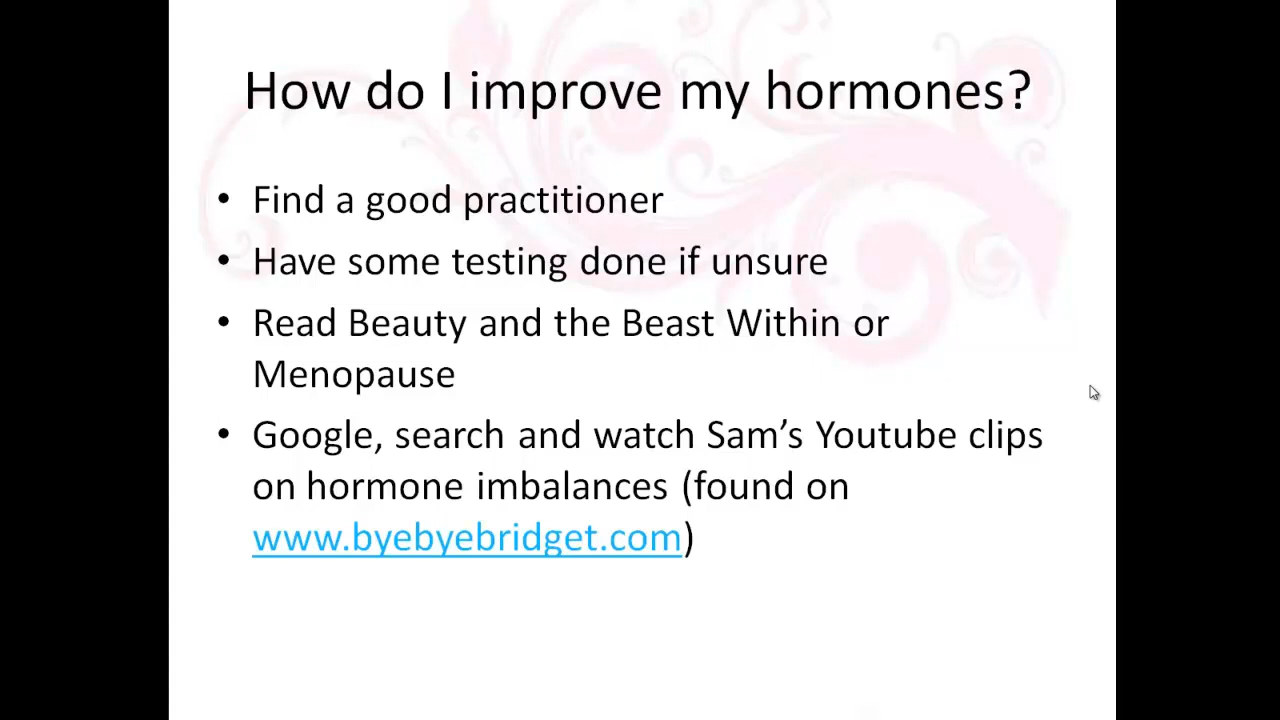 How do I improve my hormones?
• Find a good practitioner
• Have some testing done if unsure
• Read Beauty and the Beast Within or
Menopause
• Google, search and watch Sam’s Youtube clips
on hormone imbalances (found on
www.byebyebridget.com)